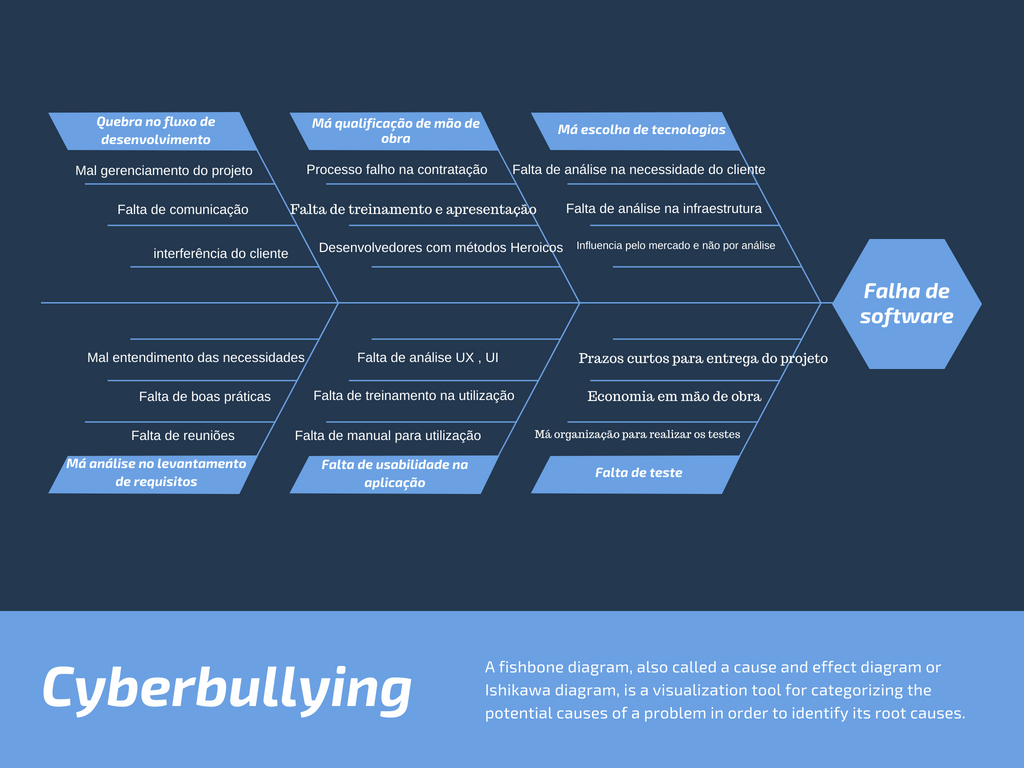 Quebra no fluxo de
desenvolvimento
Mal gerenciamento do projeto
Falta de comunicação
interferência do cliente
Má qualificação de mão de
obra
Processo falho na contratação
Falta de treinamento e apresentação
Desenvolvedores com métodos Heroicos
Má escolha de tecnologias
Falta de análise na necessidade do cliente
Falta de análise na infraestrutura
Influencia pelo mercado e não por análise
Falha de
software
Mal entendimento das necessidades
Falta de boas práticas
Falta de reuniões
Má análise no levantamento
de requisitos
Falta de análise UX , UI
Falta de treinamento na utilização
Falta de manual para utilização
Falta de usabilidade na
aplicação
Prazos curtos para entrega do projeto
Economia em mão de obra
Má organização para realizar os testes
Falta de teste
Cyberbullying
A fishbone diagram, also called a cause and effect diagram or
Ishikawa diagram, is a visualization tool for categorizing the
potential causes of a problem in order to identify its root causes.